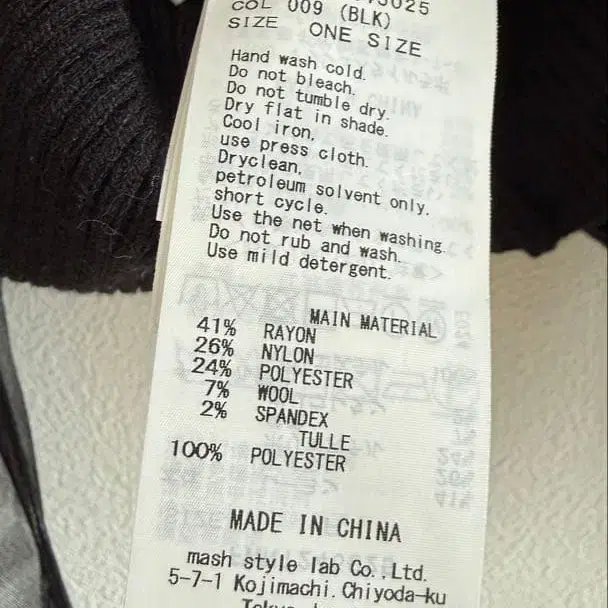 COL 009 (BLK)
SIZE ONE SIZE
Hand wash cold.
Do not bleach.
Do not tumble dry.
Dry flat in shade.
Cool iron,
use press cloth.
Dryclean,
petroleum solvent only.
short cycle.
Use the net when washing.
Do not rub and wash.
Use mild detergent.
MAIN MATERIAL
41% RAYON
26% NYLON
24% POLYESTER
7% WOOL
2% SPANDEX
TULLE
100% POLYESTER
MADE IN CHINA
mash style lab Co.,Ltd.
5-7-1 Kojimachi.Chiyoda-ku